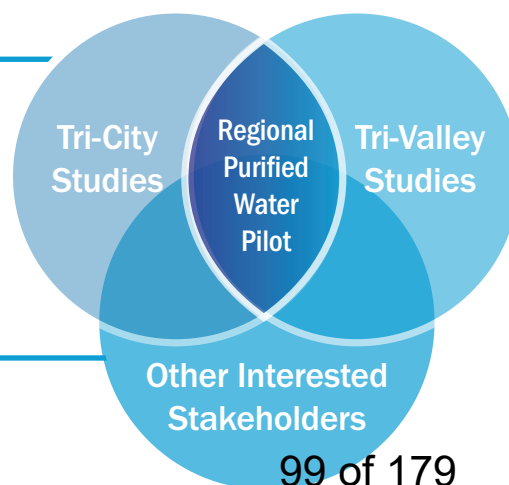 Tri-City
Studies
Regional
Purified
Water
Pilot
Tri-Valley
Studies
Other Interested
Stakeholders
99 of 179